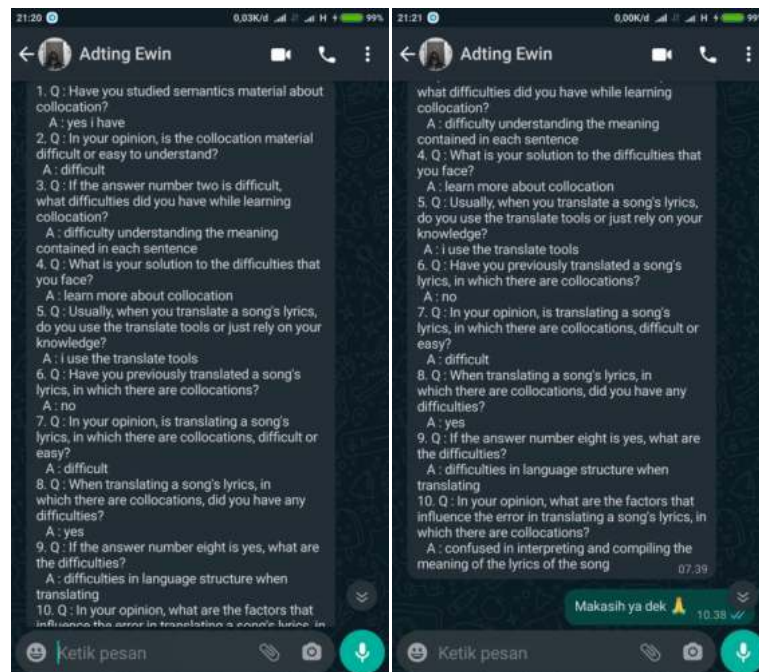 21:20
0,03K/d
99%
Adting Ewin
1. Q : Have you studied semantics material about
collocation?
A : yes i have
2. Q : In your opinion, is the collocation material
difficult or easy to understand?
A : difficult
3. Q : If the answer number two is difficult,
what difficulties did you have while learning
collocation?
A : difficulty understanding the meaning
contained in each sentence
4. Q : What is your solution to the difficulties that
you face?
A : learn more about collocation
5. Q : Usually, when you translate a song's lyrics,
do you use the translate tools or just rely on your
knowledge?
A : i use the translate tools
6. Q : Have you previously translated a song's
lyrics, in which there are collocations?
A : no
7. Q : In your opinion, is translating a song's
lyrics, in which there are collocations, difficult or
easy?
A : difficult
8. Q : When translating a song's lyrics, in
which there are collocations, did you have any
difficulties?
A : yes
9. Q : If the answer number eight is yes, what are
the difficulties?
A : difficulties in language structure when
translating
10. Q : In your opinion, what are the factors that
influence the error in translating a song's lyrics, in
Ketik pesan
21:21
0,00K/d
99
Adting Ewin
what difficulties did you have while learning
collocation?
A : difficulty understanding the meaning
contained in each sentence
4. Q : What is your solution to the difficulties that
you face?
A : learn more about collocation
5. Q : Usually, when you translate a song's lyrics,
do you use the translate tools or just rely on your
knowledge?
A : i use the translate tools
6. Q : Have you previously translated a song's
lyrics, in which there are collocations?
A : no
7. Q : In your opinion, is translating a song's
lyrics, in which there are collocations, difficult or
easy?
A : difficult
8. Q : When translating a song's lyrics, in
which there are collocations, did you have any
difficulties?
A : yes
9. Q : If the answer number eight is yes, what are
the difficulties?
A : difficulties in language structure when
translating
10. Q : In your opinion, what are the factors that
influence the error in translating a song's lyrics, in
which there are collocations?
A : confused in interpreting and compiling the
meaning of the lyrics of the song
07.39
Makasih ya dek 🙏
10.38
Ketik pesan